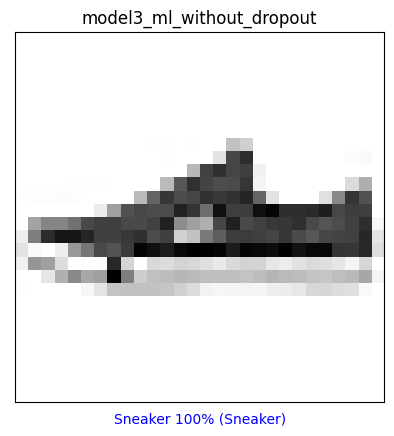 model3_ml_without_dropout
Sneaker 100% (Sneaker)